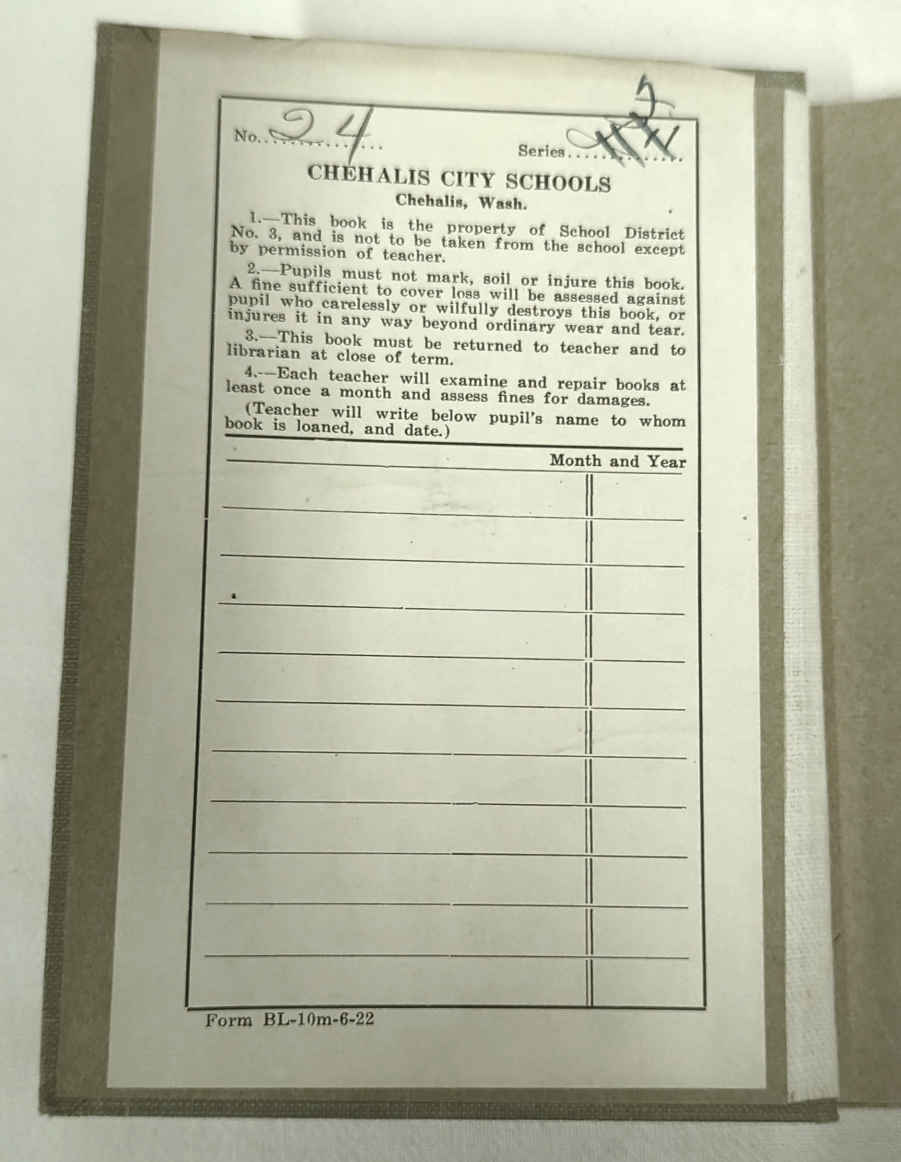 No. 24
Series
CHEHALIS CITY SCHOOLS
Chehalis, Wash.
1.—This book is the property of School District
No. 3, and is not to be taken from the school except
by permission of teacher.
2.—Pupils must not mark, soil or injure this book.
A fine sufficient to cover loss will be assessed against
pupil who carelessly or wilfully destroys this book, or
injures it in any way beyond ordinary wear and tear.
3.—This book must be returned to teacher and to
librarian at close of term.
4.—Each teacher will examine and repair books at
least once a month and assess fines for damages.
(Teacher will write below pupil's name to whom
book is loaned, and date.)
Month and Year
Form BL-10m-6-22